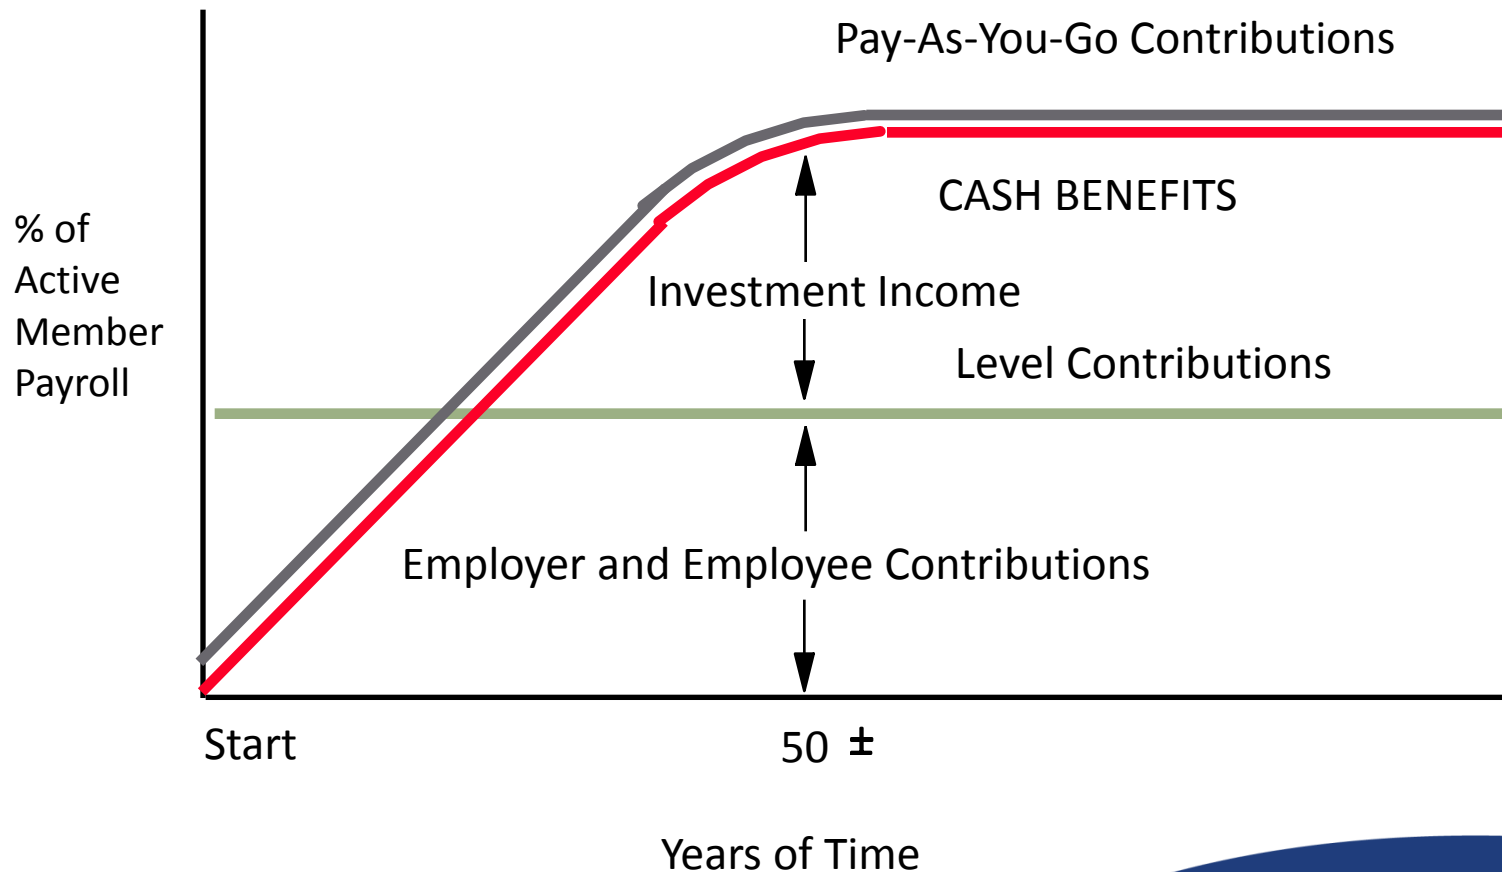 Pay-As-You-Go Contributions
CASH BENEFITS
% of
Active
Member
Payroll
Investment Income
Level Contributions
Employer and Employee Contributions
Start
50 ±
Years of Time